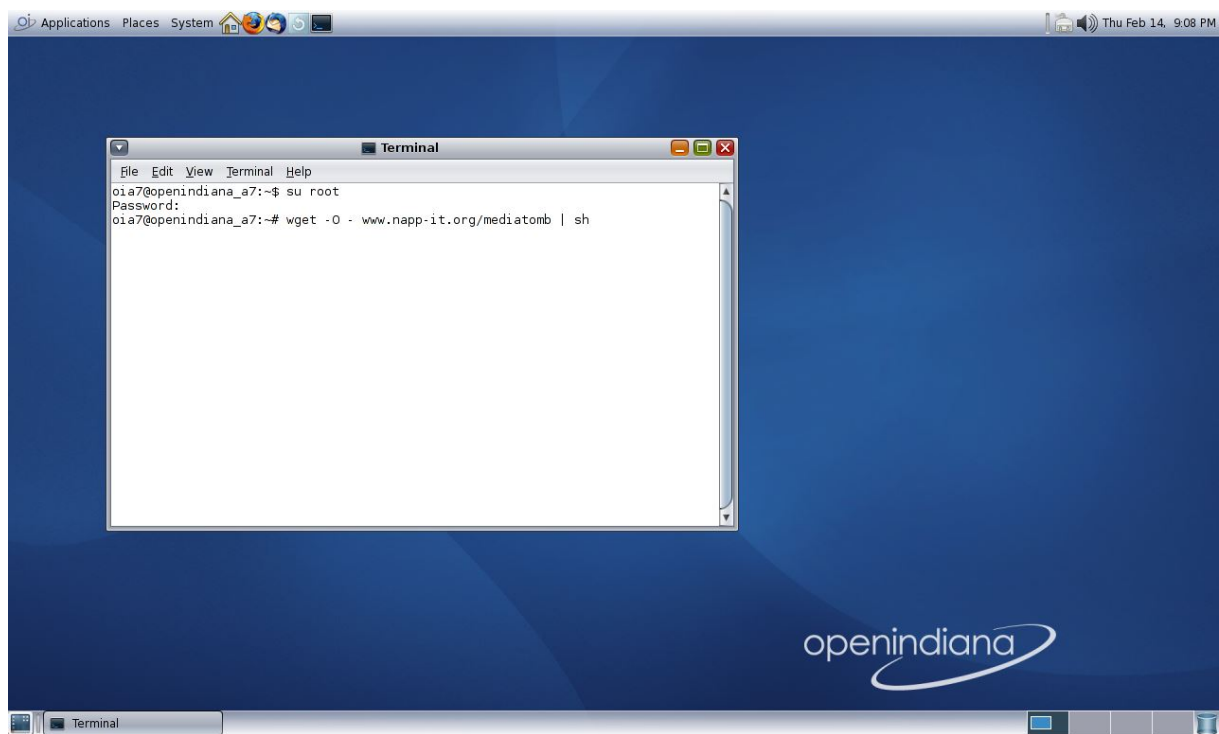 Applications Places System
Thu Feb 14, 9:08 PM
Terminal
File Edit View Terminal Help
oia7@openindiana_a7:~$ su root
Password:
oia7@openindiana_a7:~# wget -O - www.napp-it.org/mediatomb | sh
openindiana
Terminal